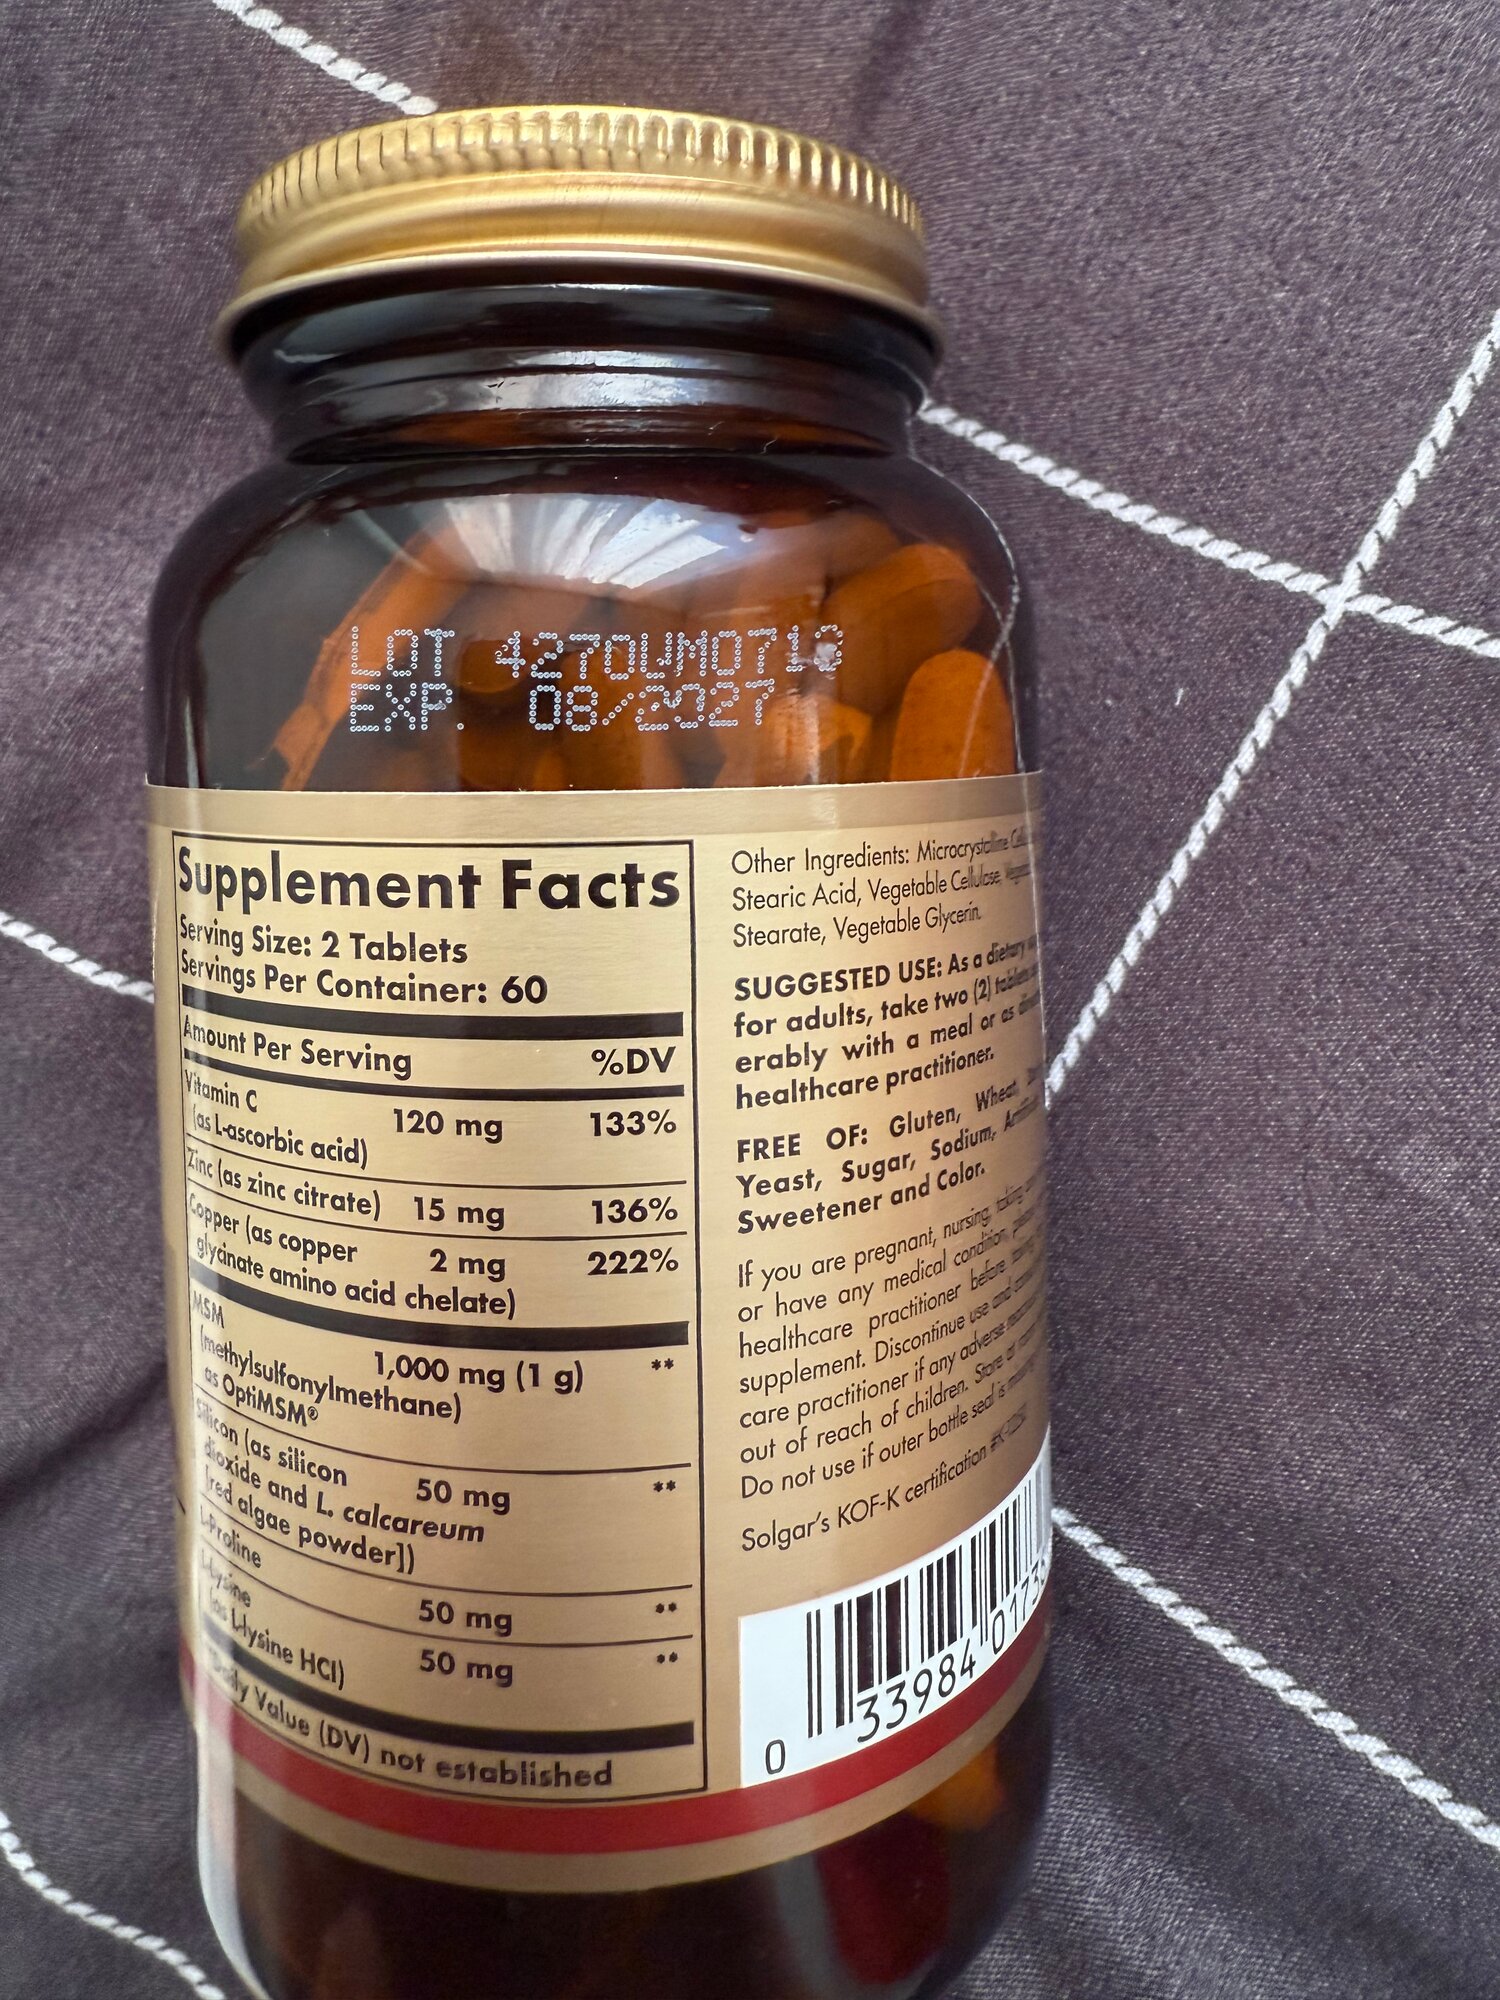 LOT 4270UM0713
EXP. 08/2027
Supplement Facts
Serving Size: 2 Tablets
Servings Per Container: 60
Amount Per Serving %DV
Vitamin C
(as L-ascorbic acid) 120 mg 133%
Zinc (as zinc citrate) 15 mg 136%
Copper (as copper 2 mg 222%
glycinate amino acid chelate)
MSM 1,000 mg (1 g) **
(methylsulfonylmethane)
as OptiMSM®
Silicon (as silicon 50 mg **
dioxide and L. calcareum
[red algae powder])
L-Proline 50 mg **
L-Lysine 50 mg **
(as L-lysine HCl)
Daily Value (DV) not established
Other Ingredients: Microcrystalline
Stearic Acid, Vegetable Cellulose,
Stearate, Vegetable Glycerin.
SUGGESTED USE: As a dietary
for adults, take two (2) tablets
erably with a meal or as
healthcare practitioner.
FREE OF: Gluten, Wheat,
Yeast, Sugar, Sodium,
Sweetener and Color.
If you are pregnant, nursing, taking
or have any medical condition,
healthcare practitioner before taking
supplement. Discontinue use and
care practitioner if any adverse
out of reach of children. Store at
Do not use if outer bottle seal is
Solgar's KOF-K certification
0 33984 0173